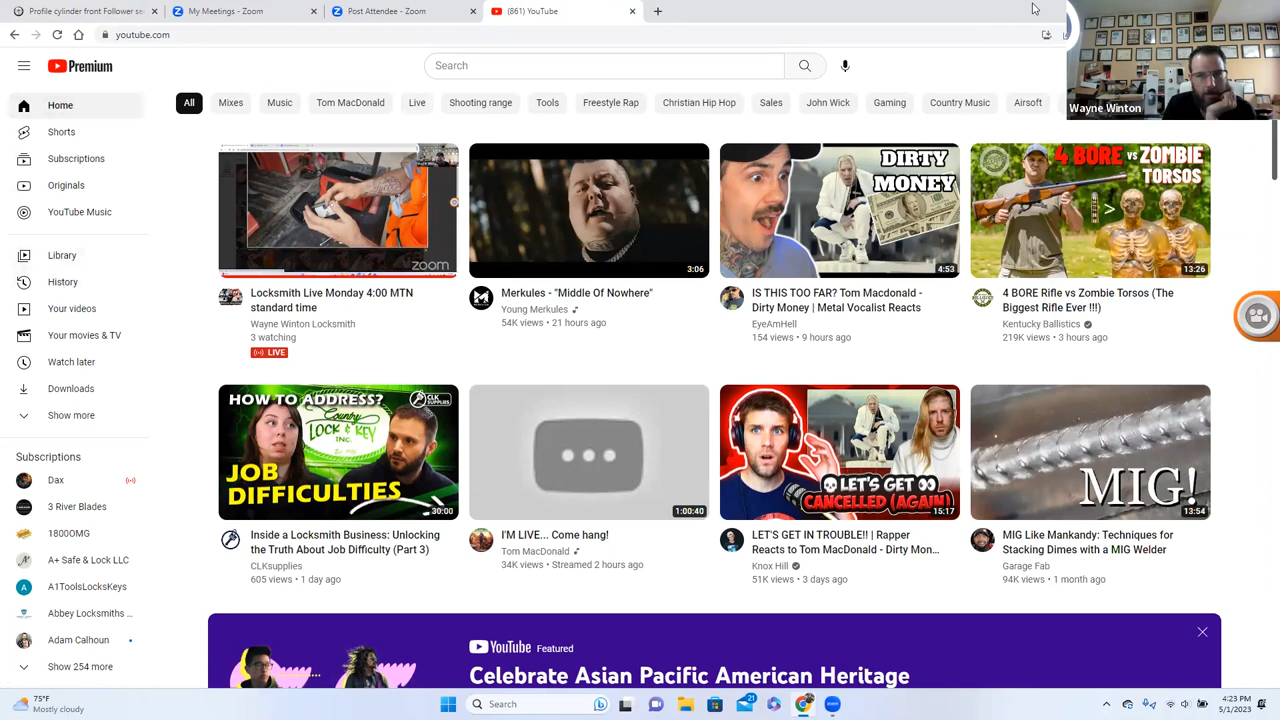 Profile cylinder front Follower s
My Meetings - Zoom
Post Attendee - Zoom
(861) YouTube
youtube.com
Premium
Search
Wayne Winton
Home
Shorts
Subscriptions
Originals
YouTube Music
Library
History
Your videos
Your movies & TV
Watch later
Downloads
Show more
Subscriptions
Dax
3 River Blades
1800OMG
A+ Safe & Lock LLC
A1ToolsLocksKeys
Abbey Locksmiths ...
Adam Calhoun
Show 254 more
All
Mixes
Music
Tom MacDonald
Live
Shooting range
Tools
Freestyle Rap
Christian Hip Hop
Sales
John Wick
Gaming
Country Music
Airsoft
zoom
Locksmith Live Monday 4:00 MTN
standard time
Wayne Winton Locksmith
3 watching
LIVE
3:06
Merkules - "Middle Of Nowhere"
Young Merkules
54K views • 21 hours ago
DIRTY
MONEY
4:53
IS THIS TOO FAR? Tom Macdonald -
Dirty Money | Metal Vocalist Reacts
EyeAmHell
154 views • 9 hours ago
4 BORE VS ZOMBIE
TORSOS
>
13:26
4 BORE Rifle vs Zombie Torsos (The
Biggest Rifle Ever !!!)
Kentucky Ballistics
219K views • 3 hours ago
HOW TO ADDRESS?
CLK
SUPPLIES
Country
LOCK & KEY
INC.
JOB
DIFFICULTIES
30:00
Inside a Locksmith Business: Unlocking
the Truth About Job Difficulty (Part 3)
CLKsupplies
605 views • 1 day ago
1:00:40
I'M LIVE... Come hang!
Tom MacDonald
34K views • Streamed 2 hours ago
LET'S GET
CANCELLED (AGAIN)
15:17
LET'S GET IN TROUBLE!! | Rapper
Reacts to Tom MacDonald - Dirty Mon...
Knox Hill
51K views • 3 days ago
MIG!
13:54
MIG Like Mankandy: Techniques for
Stacking Dimes with a MIG Welder
Garage Fab
94K views • 1 month ago
YouTube Featured
Celebrate Asian Pacific American Heritage
75°F
Mostly cloudy
Search
21
zoom
4:23 PM
5/1/2023